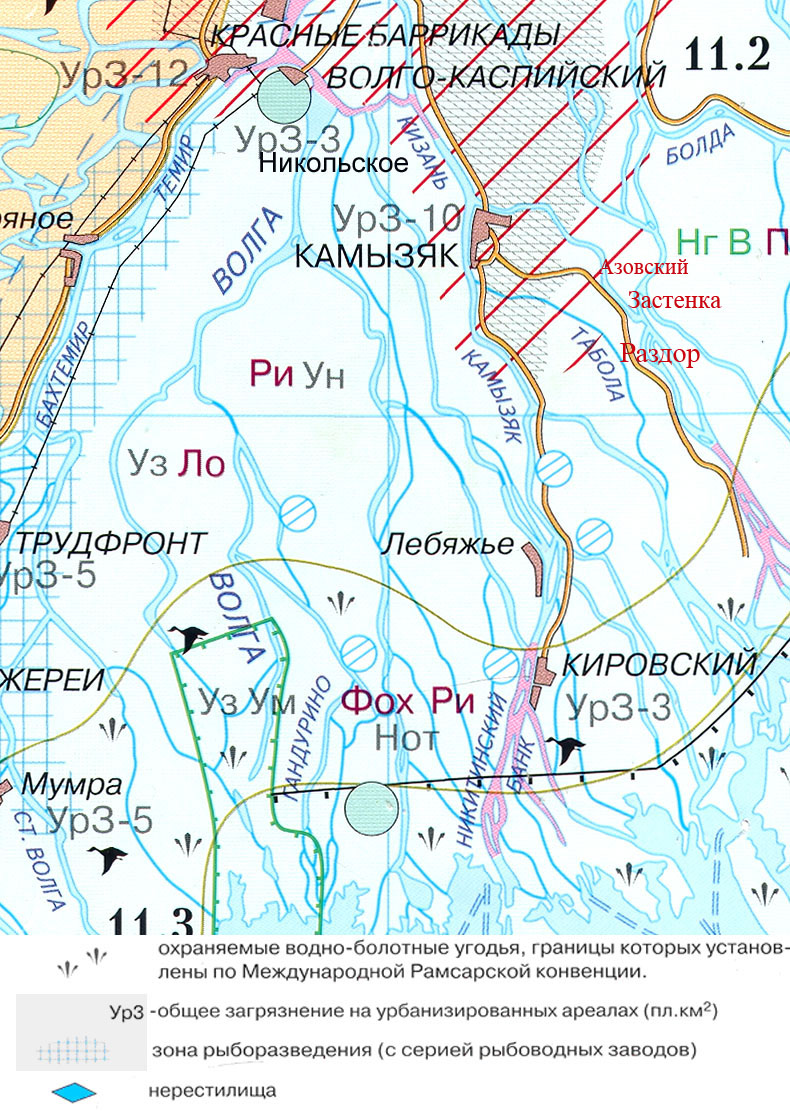 КРАСНЫЕ БАРРИКАДЫ
11.2
УрЗ-12
ВОЛГО-КАСПИЙСКИЙ
УрЗ-3
КИЗАНЬ
БОЛДА
Никольское
ТЕМИР
УрЗ-10
ряное
ВОЛГА
КАМЫЗЯК
Нг В П
Азовский
Застенка
Раздор
ТАБОЛА
БАХТЕМИР
Ри Ун
КАМЫЗЯК
Уз Ло
ТРУДФРОНТ
Лебяжье
УрЗ-5
ВОЛГА
ЖЕРЕИ
КИРОВСКИЙ
Уз Ум
Фох Ри
УрЗ-3
Нот
ГАНДУРИНО
НИКИТИНСКИЙ
БАНК
Мумра
УрЗ-5
СТ. ВОЛГА
11.3
охраняемые водно-болотные угодья, границы которых установ-
лены по Международной Рамсарской конвенции.
УрЗ -общее загрязнение на урбанизированных ареалах (пл.км²)
зона рыборазведения (с серией рыбоводных заводов)
нерестилища